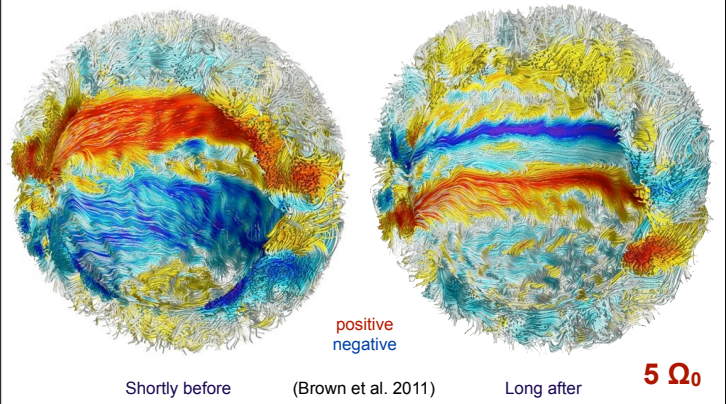 positive
negative
Shortly before (Brown et al. 2011) Long after
5 Ω₀